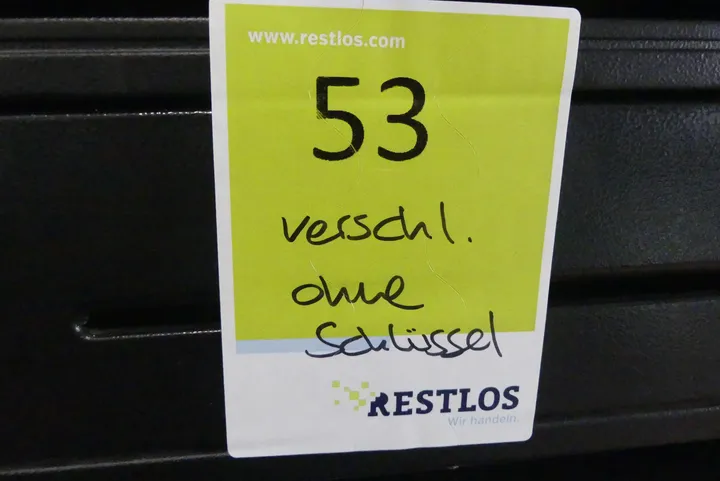 www.restlos.com
53
verschl.
ohne
Schlüssel
RESTLOS
Wir handeln.